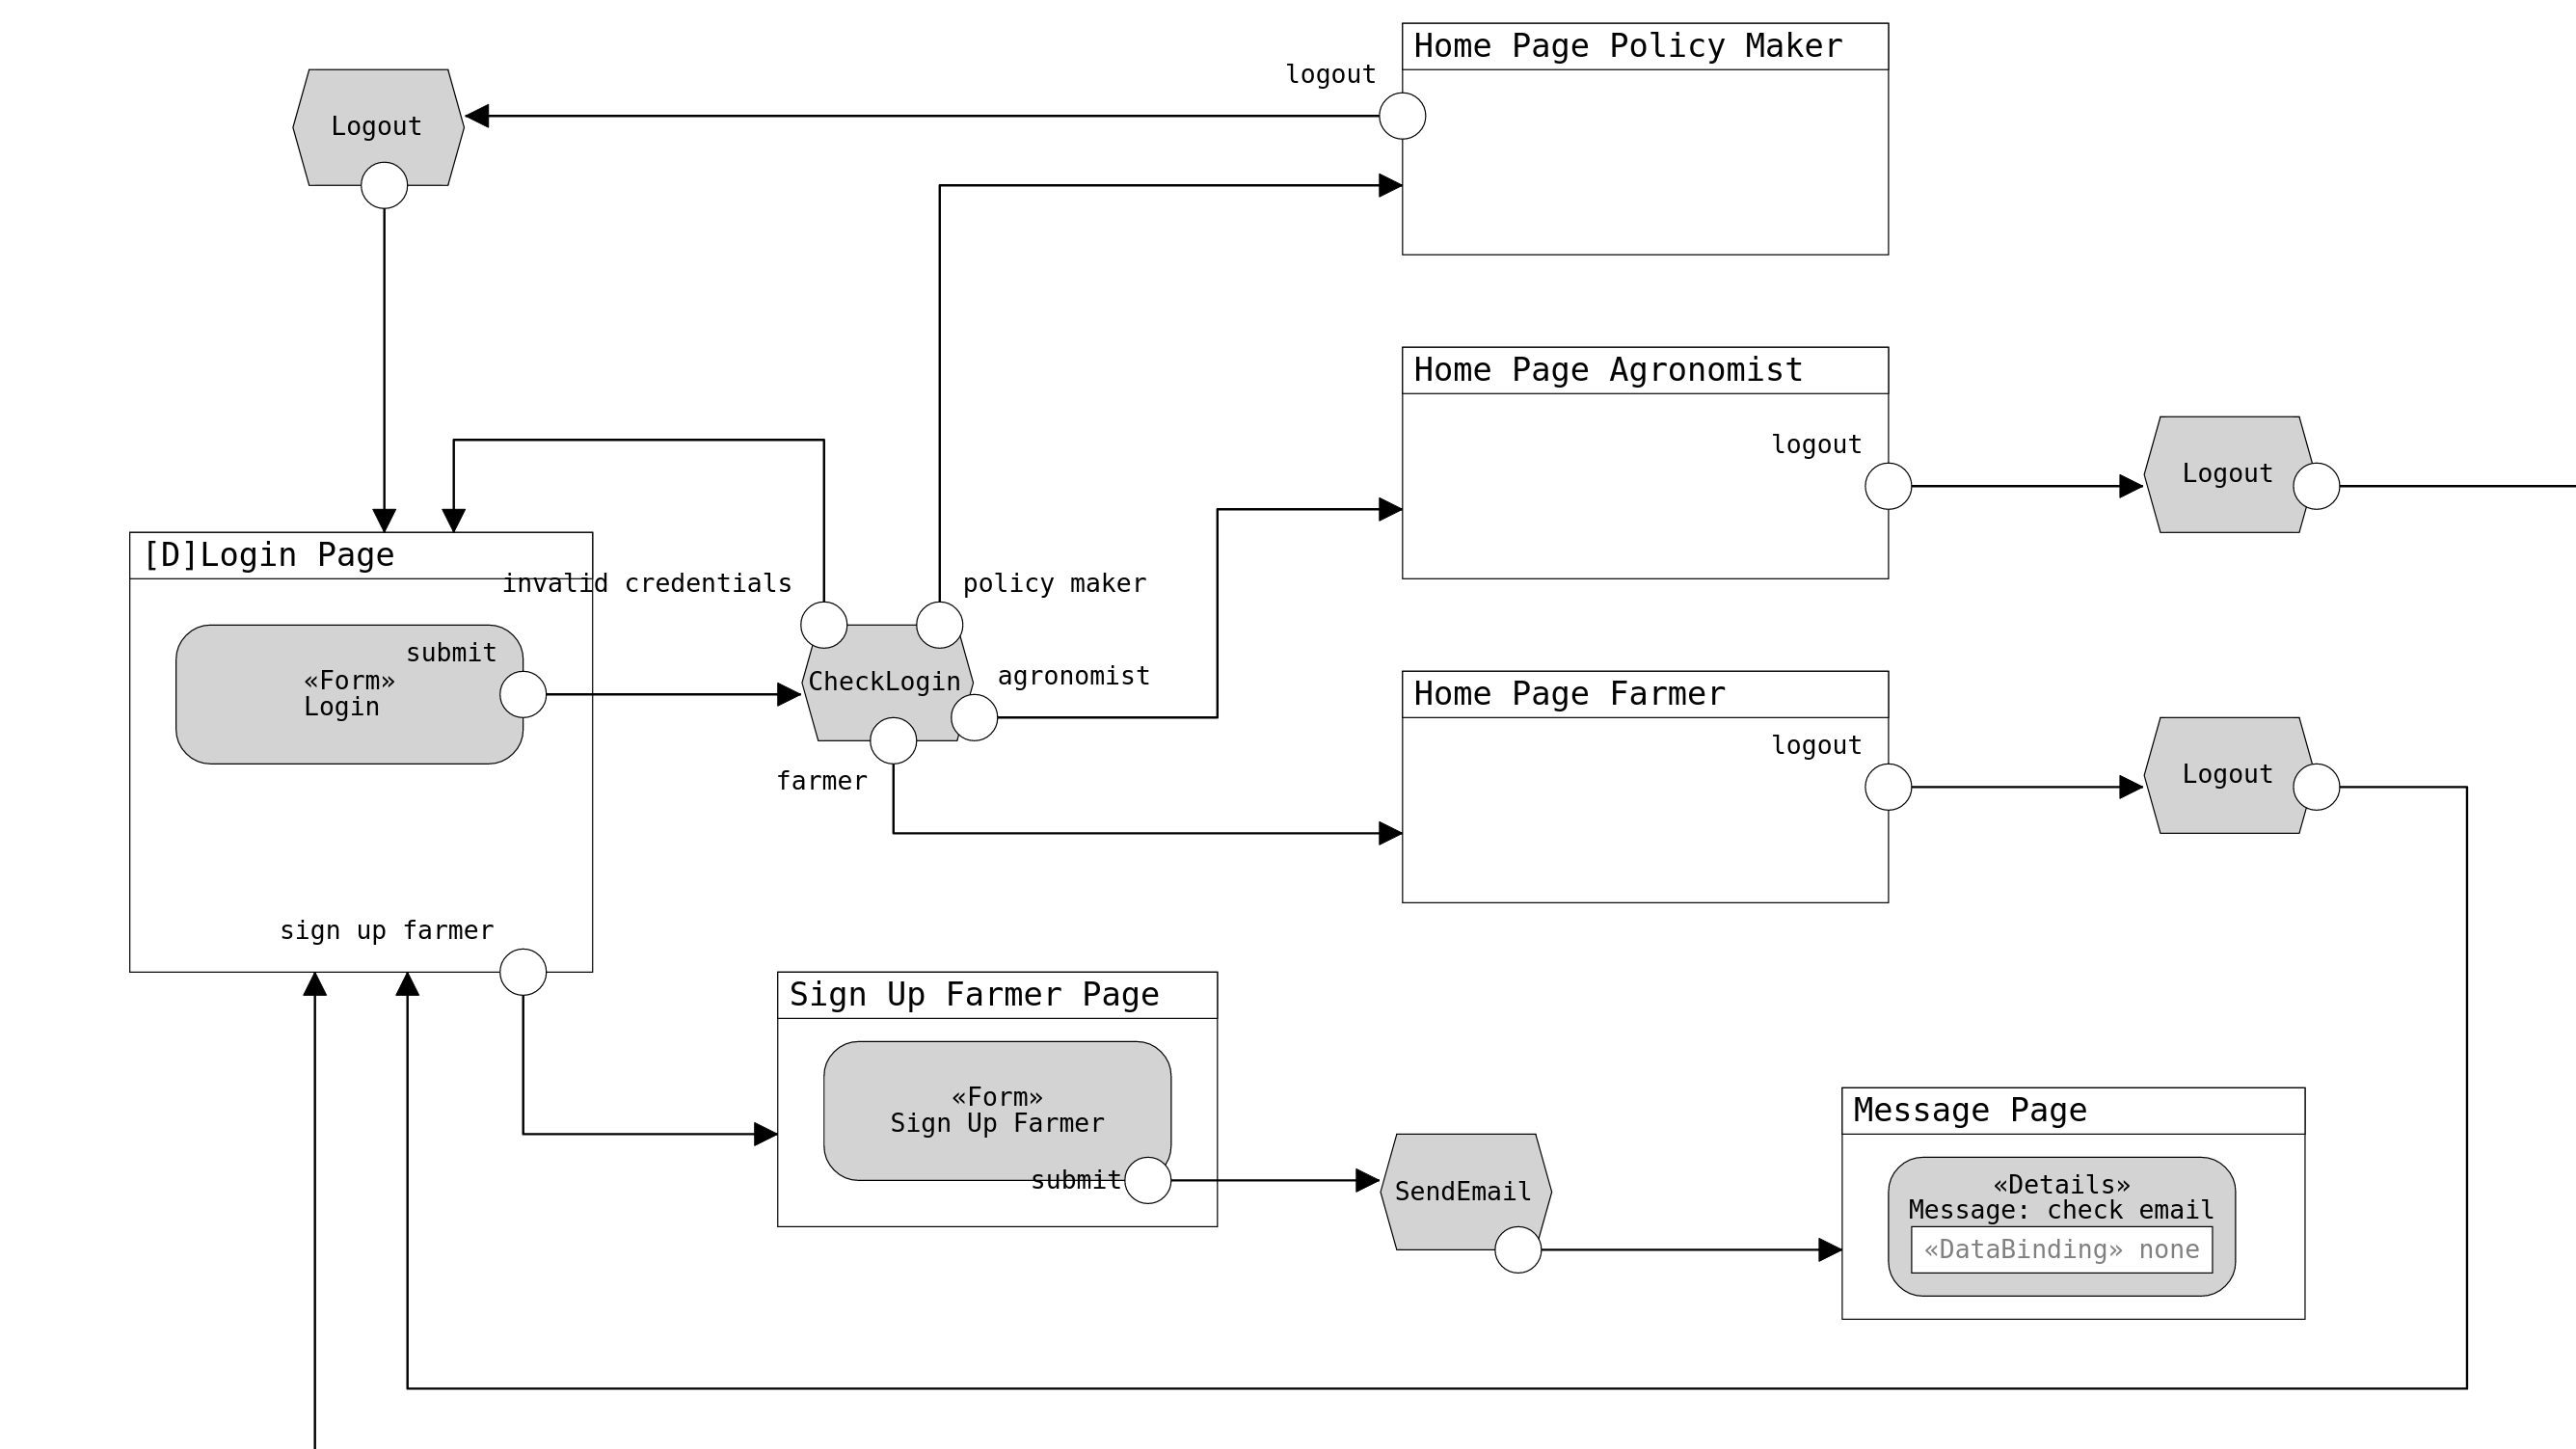 Home Page Policy Maker
logout
Logout
Home Page Agronomist
logout
Logout
[D]Login Page
invalid credentials
policy maker
submit
«Form»
Login
CheckLogin
agronomist
farmer
Home Page Farmer
logout
Logout
sign up farmer
Sign Up Farmer Page
«Form»
Sign Up Farmer
submit
SendEmail
Message Page
«Details»
Message: check email
«DataBinding» none